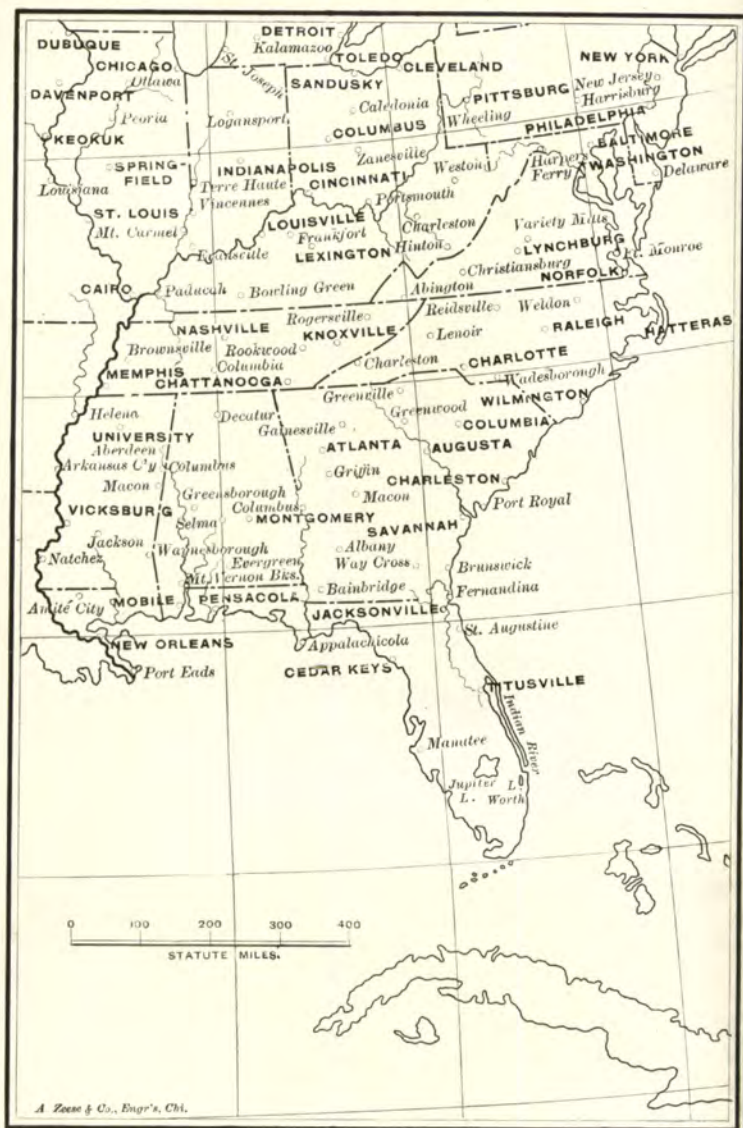 DETROIT
DUBUQUE
Kalamazoo
NEW YORK
TOLEDO
CHICAGO
CLEVELAND
Ottawa
St. Joseph
SANDUSKY
New Jersey
DAVENPORT
PITTSBURG
Harrisburg
Peoria
Logansport
Caledonia
Wheeling
PHILADELPHIA
COLUMBUS
KEOKUK
BALTIMORE
Zanesville
SPRING-
FIELD
INDIANAPOLIS
Weston
Harpers
Ferry
WASHINGTON
Delaware
Louisiana
Terre Haute
CINCINNATI
Portsmouth
Vincennes
ST. LOUIS
LOUISVILLE
Charleston
Variety Mills
Mt. Carmel
Frankfort
Evansville
LEXINGTON
Hinton
LYNCHBURG
Ft. Monroe
Christiansburg
NORFOLK
CAIRO
Paducah
Bowling Green
Abington
Rogersville
Reidsville
Weldon
NASHVILLE
KNOXVILLE
Lenoir
RALEIGH
HATTERAS
Brownsville
Rookwood
Columbia
Charleston
CHARLOTTE
MEMPHIS
CHATTANOOGA
Wadesborough
Greenville
WILMINGTON
Helena
Decatur
Greenwood
Gainesville
COLUMBIA
UNIVERSITY
Aberdeen
ATLANTA
AUGUSTA
Arkansas C'y
Columbus
Griffin
CHARLESTON
Macon
Greensborough
Macon
Columbus
Port Royal
VICKSBURG
Selma
MONTGOMERY
SAVANNAH
Jackson
Waynesborough
Albany
Natchez
Evergreen
Way Cross
Brunswick
Mt. Vernon Bks.
Bainbridge
Fernandina
Amite City
MOBILE
PENSACOLA
JACKSONVILLE
St. Augustine
NEW ORLEANS
Appalachicola
Port Eads
CEDAR KEYS
TITUSVILLE
Indian River
Manatee
Jupiter L.
L. Worth
0 100 200 300 400
STATUTE MILES.
A Zeese & Co., Engr's, Chi.